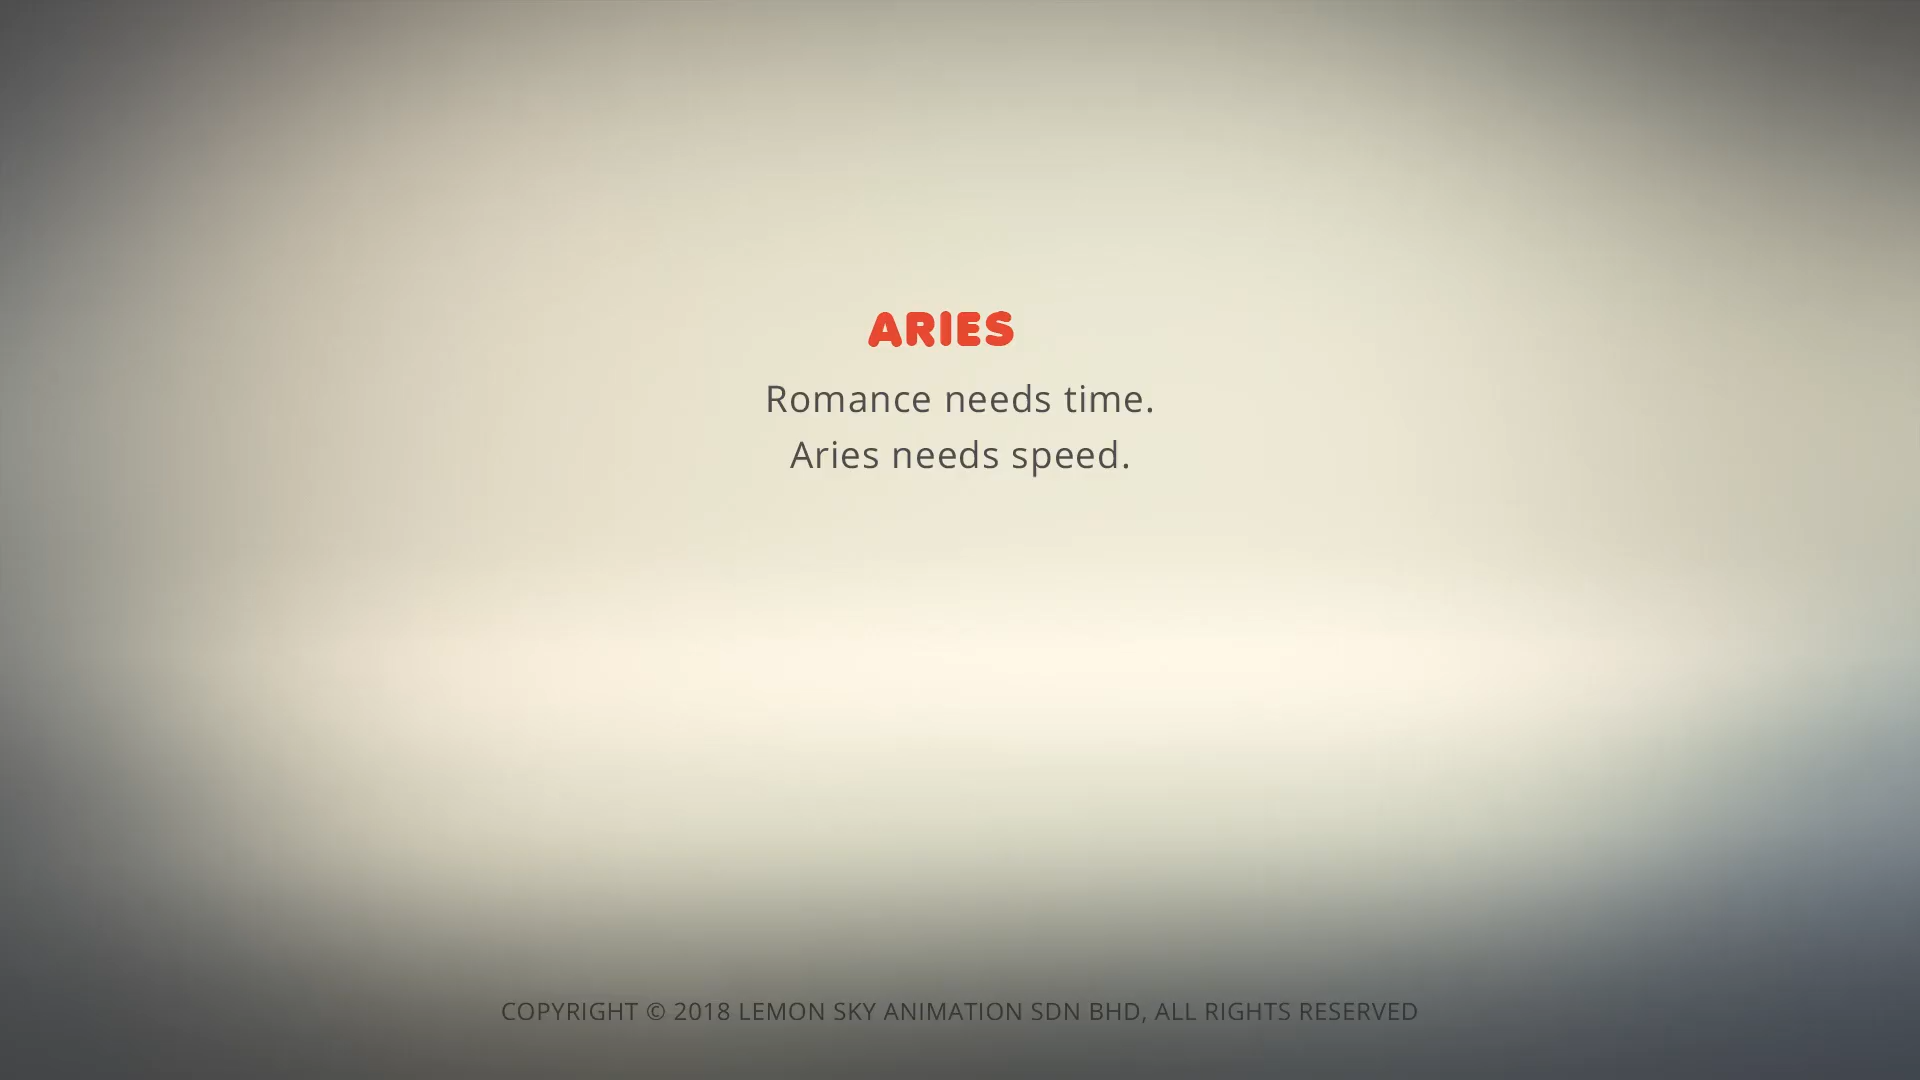 ARIES
Romance needs time.
Aries needs speed.
COPYRIGHT © 2018 LEMON SKY ANIMATION SDN BHD, ALL RIGHTS RESERVED